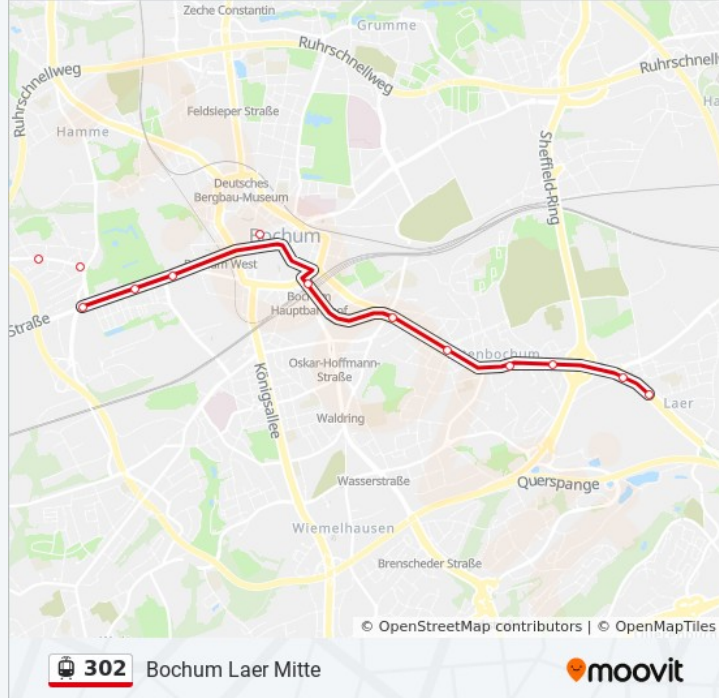 Zeche Constantin
Grumme
Ruhrschnellweg
Ruhrschnell
Ruhrschnellweg
Feldsieper Straße
Hamme
Sheffield-Ring
Deutsches
Bergbau-Museum
Bochum
West
Straße
Bochum
Hauptbahnhof
enbochum
Oskar-Hoffmann-
Straße
Königsallee
Laer
Waldring
Wasserstraße
Querspange
Wiemelhausen
Brenscheder Straße
© OpenStreetMap contributors | © OpenMapTiles
302 Bochum Laer Mitte
moovit